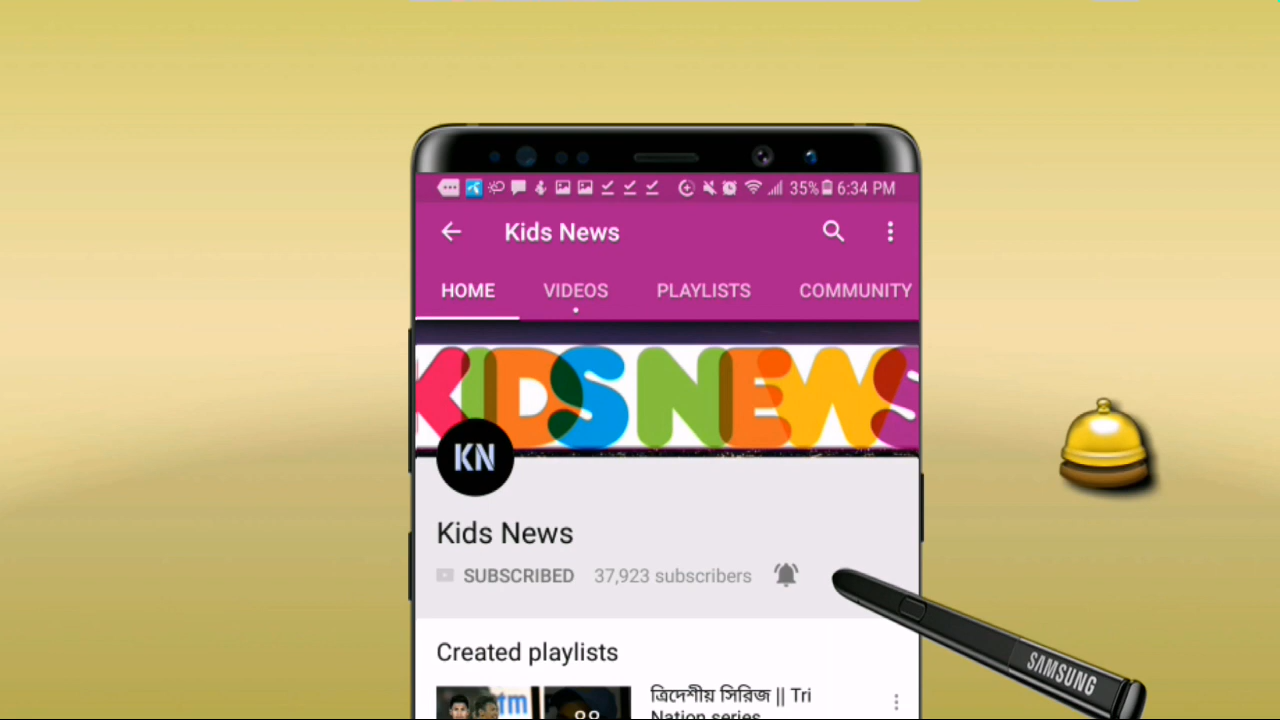 35% 6:34 PM
Kids News
HOME VIDEOS PLAYLISTS COMMUNITY
KIDS NEWS
KN
Kids News
SUBSCRIBED 37,923 subscribers
Created playlists
ত্রিদেশীয় সিরিজ || Tri
Nation series
SAMSUNG